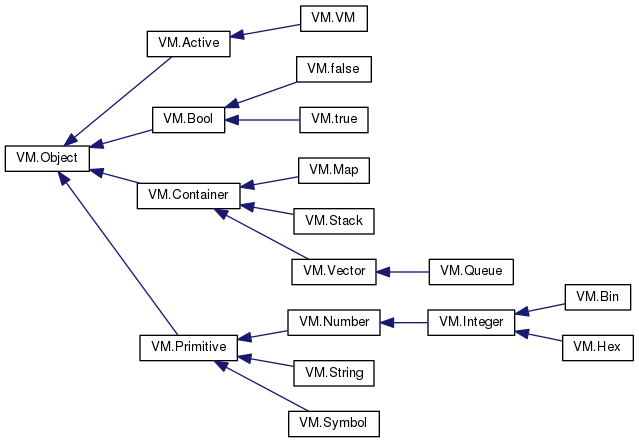 VM.VM
VM.Active
VM.false
VM.Bool
VM.true
VM.Object
VM.Map
VM.Container
VM.Stack
VM.Vector
VM.Queue
VM.Bin
VM.Number
VM.Integer
VM.Primitive
VM.Hex
VM.String
VM.Symbol